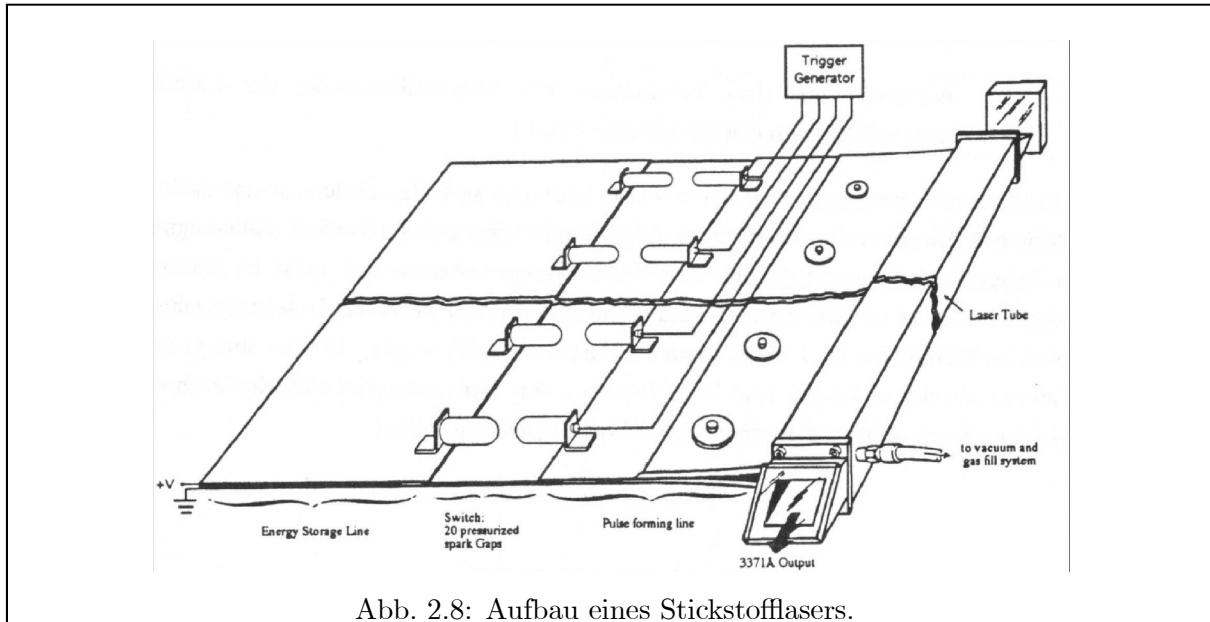 Trigger
Generator
Laser Tube
to vacuum and
gas fill system
+V
Energy Storage Line
Switch:
20 pressurized
spark Gaps
Pulse forming line
3371Å Output
Abb. 2.8: Aufbau eines Stickstofflasers.